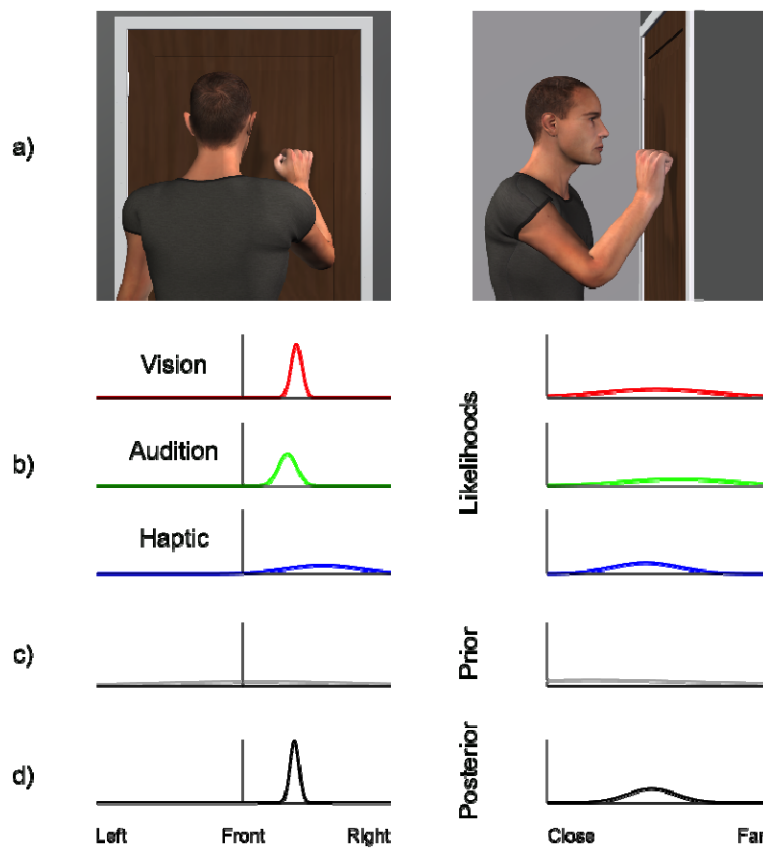 a)
Vision
b)
Audition
Haptic
Likelihoods
c)
Prior
d)
Posterior
Left Front Right
Close Far